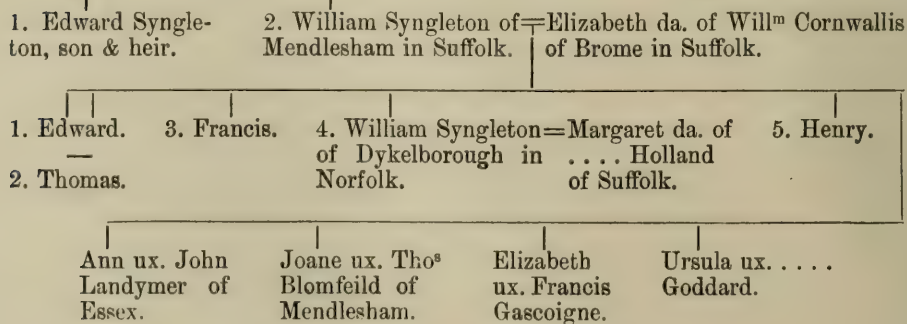 1. Edward Syngle-
ton, son & heir.
2. William Syngleton of=Elizabeth da. of Willᵐ Cornwallis
Mendlesham in Suffolk. of Brome in Suffolk.
1. Edward.
—
2. Thomas.
3. Francis.
4. William Syngleton=Margaret da. of
of Dykelborough in .... Holland
Norfolk. of Suffolk.
5. Henry.
Ann ux. John
Landymer of
Essex.
Joane ux. Thoˢ
Blomfeild of
Mendlesham.
Elizabeth
ux. Francis
Gascoigne.
Ursula ux. . . . .
Goddard.